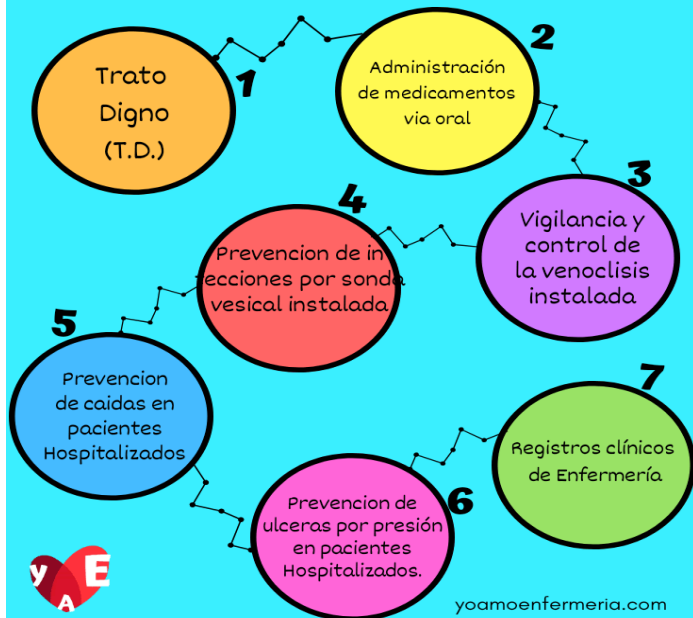 1
Trato
Digno
(T.D.)
2
Administración
de medicamentos
via oral
3
Vigilancia y
control de
la venoclisis
instalada
4
Prevencion de in
fecciones por sonda
vesical instalada
5
Prevencion
de caidas en
pacientes
Hospitalizados
6
Prevencion de
ulceras por presión
en pacientes
Hospitalizados.
7
Registros clínicos
de Enfermería
y A E
yoamoenfermeria.com